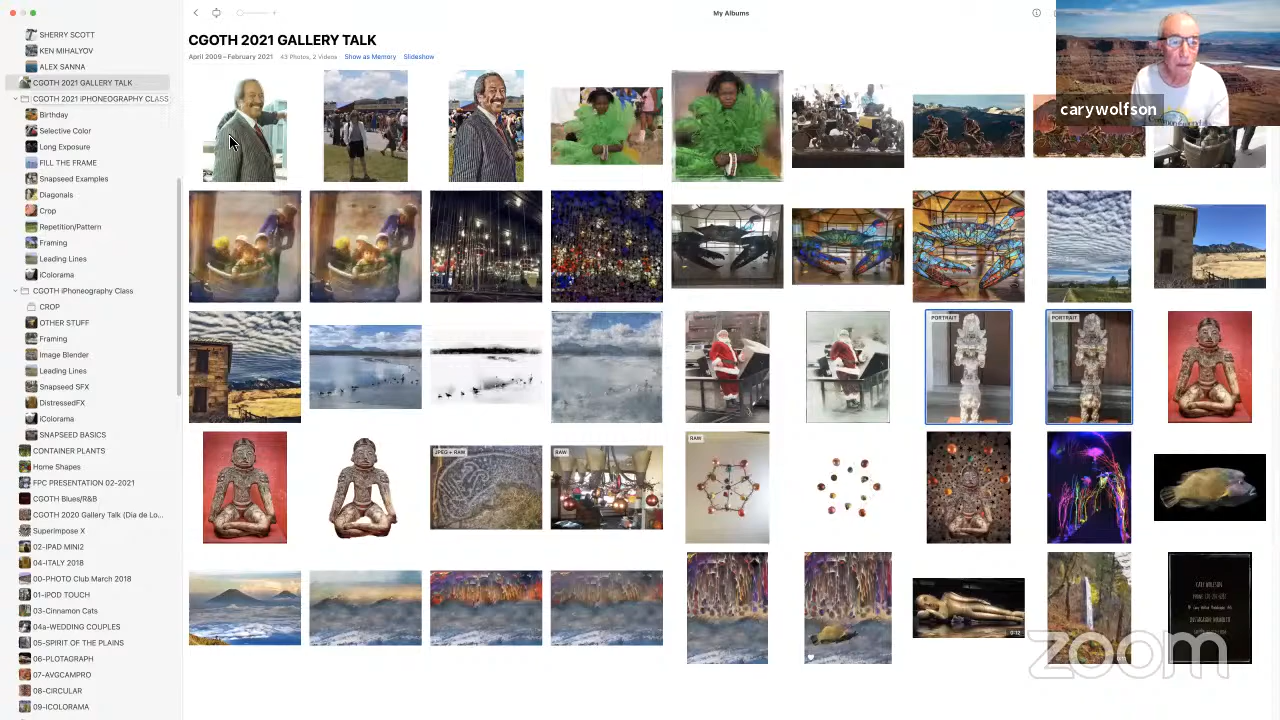 My Albums
SHERRY SCOTT
KEN MIHALYOV
ALEX SANNA
CGOTH 2021 GALLERY TALK
CGOTH 2021 iPHONEOGRAPHY CLASS
Birthday
Selective Color
Long Exposure
FILL THE FRAME
Snapseed Examples
Diagonals
Crop
Repetition/Pattern
Framing
Leading Lines
iColorama
CGOTH iPhoneography Class
CROP
OTHER STUFF
Framing
Image Blender
Leading Lines
Snapseed SFX
DistressedFX
iColorama
SNAPSEED BASICS
CONTAINER PLANTS
Home Shapes
FPC PRESENTATION 02-2021
CGOTH Blues/R&B
CGOTH 2020 Gallery Talk (Dia de Lo...
Superimpose X
02-IPAD MINI2
04-ITALY 2018
00-PHOTO Club March 2018
01-iPOD TOUCH
03-Cinnamon Cats
04a-WEDDING COUPLES
05-SPIRIT OF THE PLAINS
06-PLOTAGRAPH
07-AVGCAMPRO
08-CIRCULAR
09-ICOLORAMA
CGOTH 2021 GALLERY TALK
April 2009 – February 2021 43 Photos, 2 Videos Show as Memory Slideshow
carywolfson
PORTRAIT
PORTRAIT
JPEG + RAW
RAW
RAW
0:12
CARY WOLFSON
zoom